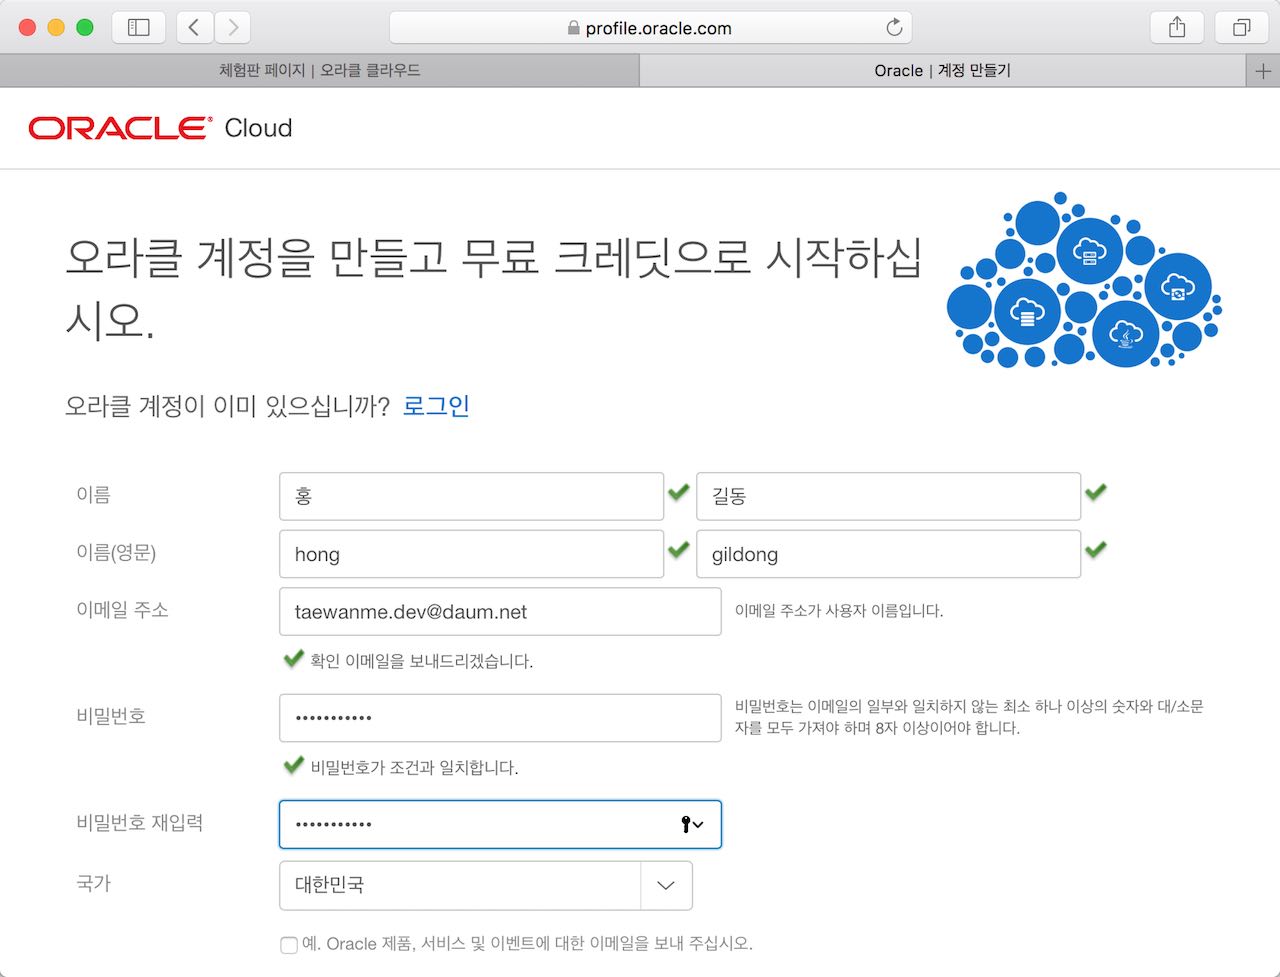 profile.oracle.com
체험판 페이지 | 오라클 클라우드
Oracle | 계정 만들기
ORACLE® Cloud
오라클 계정을 만들고 무료 크레딧으로 시작하십
시오.
오라클 계정이 이미 있으십니까? 로그인
이름
홍
길동
이름(영문)
hong
gildong
이메일 주소
taewanme.dev@daum.net
이메일 주소가 사용자 이름입니다.
확인 이메일을 보내드리겠습니다.
비밀번호
•••••••••••
비밀번호는 이메일의 일부와 일치하지 않는 최소 하나 이상의 숫자와 대/소문
자를 모두 가져야 하며 8자 이상이어야 합니다.
비밀번호가 조건과 일치합니다.
비밀번호 재입력
•••••••••••
국가
대한민국
예. Oracle 제품, 서비스 및 이벤트에 대한 이메일을 보내 주십시오.